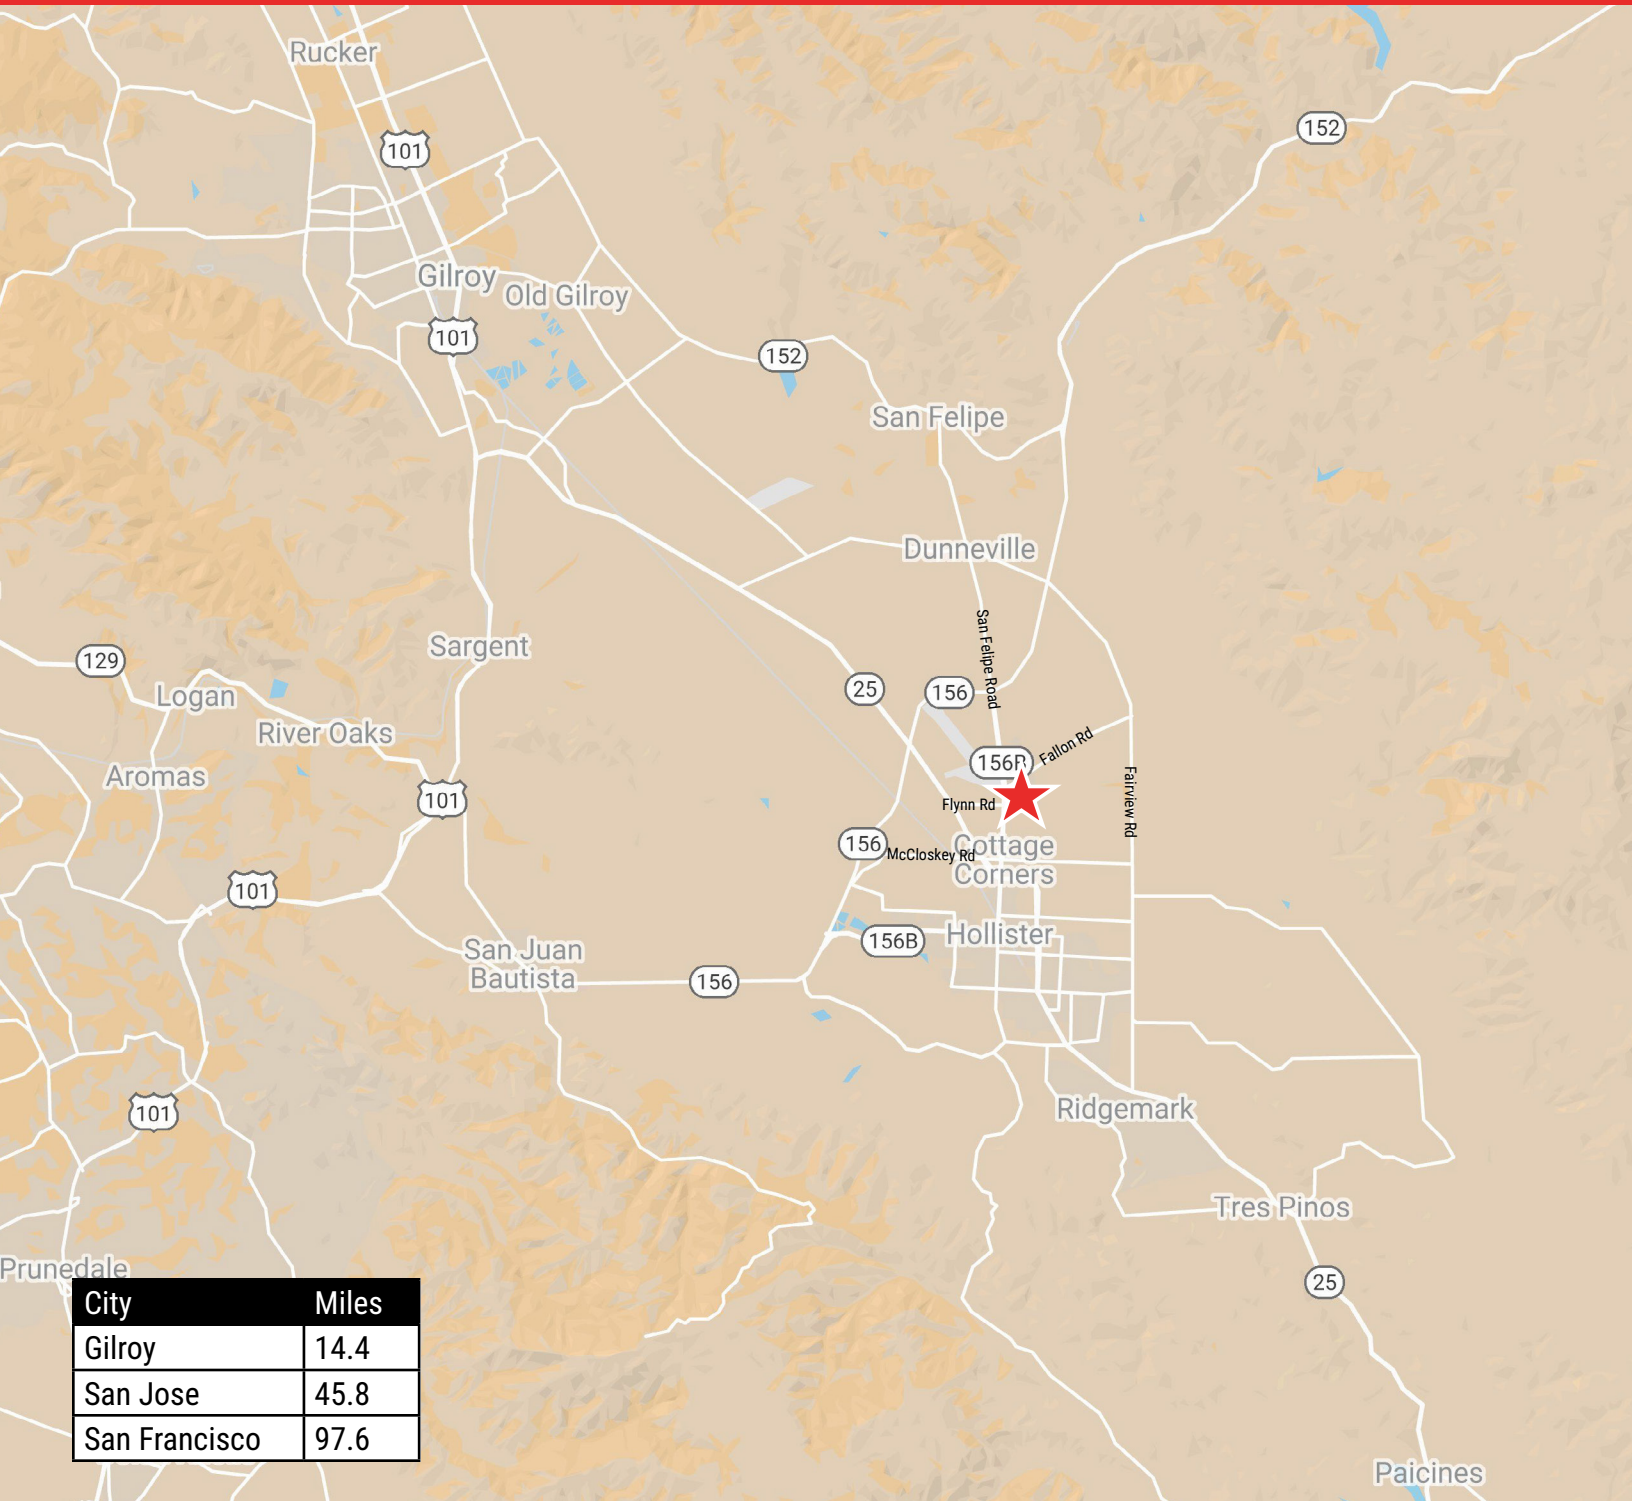 Rucker
152
101
Gilroy
Old Gilroy
101
152
San Felipe
Dunneville
San Felipe Road
Sargent
129
Logan
25
156
River Oaks
Fallon Rd
156B
Aromas
101
Flynn Rd
Fairview Rd
156
McCloskey Rd
Cottage
Corners
101
Hollister
156B
San Juan
Bautista
156
101
Ridgemark
Tres Pinos
Prunedale
25
City Miles
Gilroy 14.4
San Jose 45.8
San Francisco 97.6
Paicines